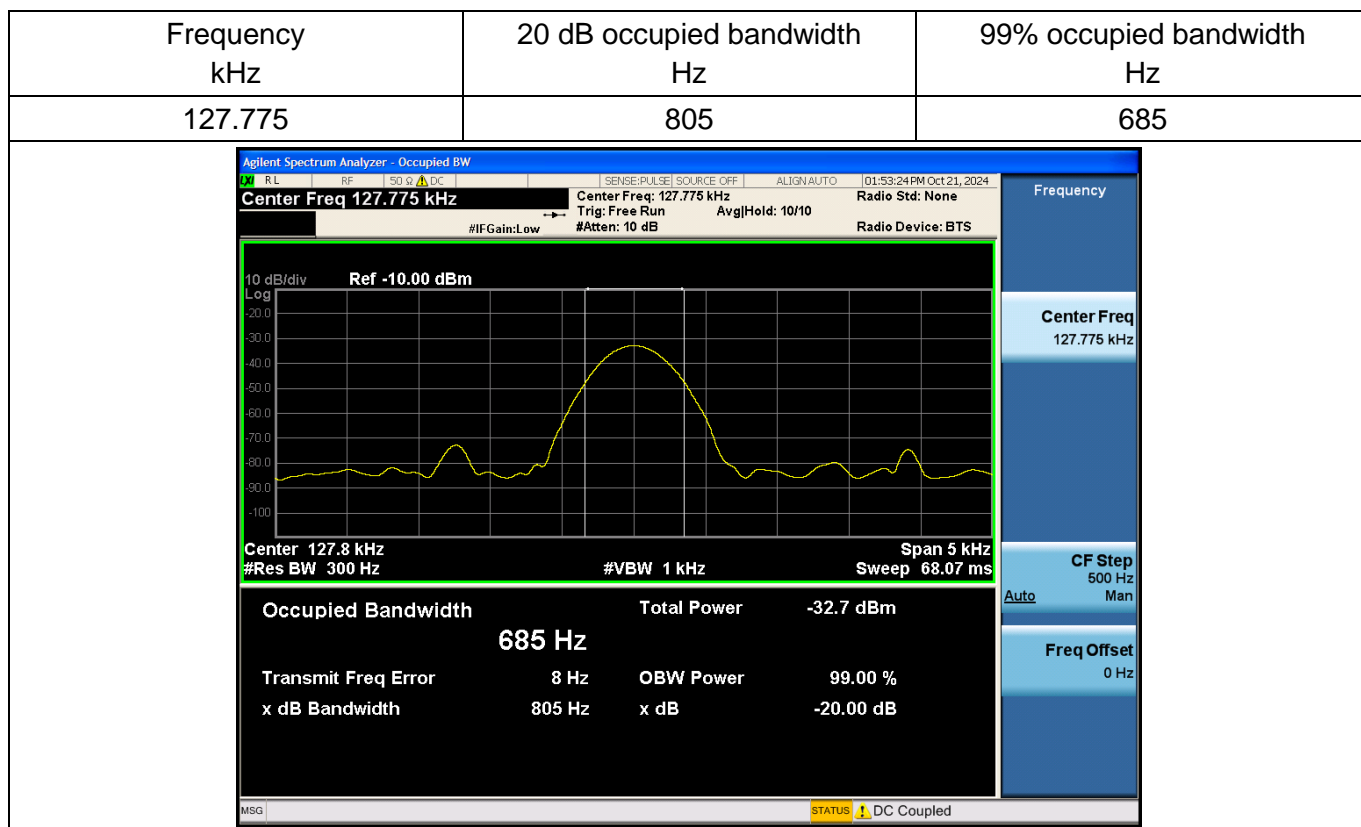 Frequency
kHz
20 dB occupied bandwidth
Hz
99% occupied bandwidth
Hz
127.775
805
685
Agilent Spectrum Analyzer - Occupied BW
LXI RL RF 50 Ω DC SENSE:PULSE SOURCE OFF ALIGN AUTO 01:53:24 PM Oct 21, 2024
Center Freq 127.775 kHz
Center Freq: 127.775 kHz
Radio Std: None
Trig: Free Run Avg|Hold: 10/10
#IFGain:Low
#Atten: 10 dB
Radio Device: BTS
10 dB/div Ref -10.00 dBm
Log
-20.0
-30.0
-40.0
-50.0
-60.0
-70.0
-80.0
-90.0
-100
Center 127.8 kHz Span 5 kHz
#Res BW 300 Hz #VBW 1 kHz Sweep 68.07 ms
Occupied Bandwidth Total Power -32.7 dBm
685 Hz
Transmit Freq Error 8 Hz OBW Power 99.00 %
x dB Bandwidth 805 Hz x dB -20.00 dB
Frequency
Center Freq
127.775 kHz
CF Step
500 Hz
Auto Man
Freq Offset
0 Hz
MSG STATUS DC Coupled